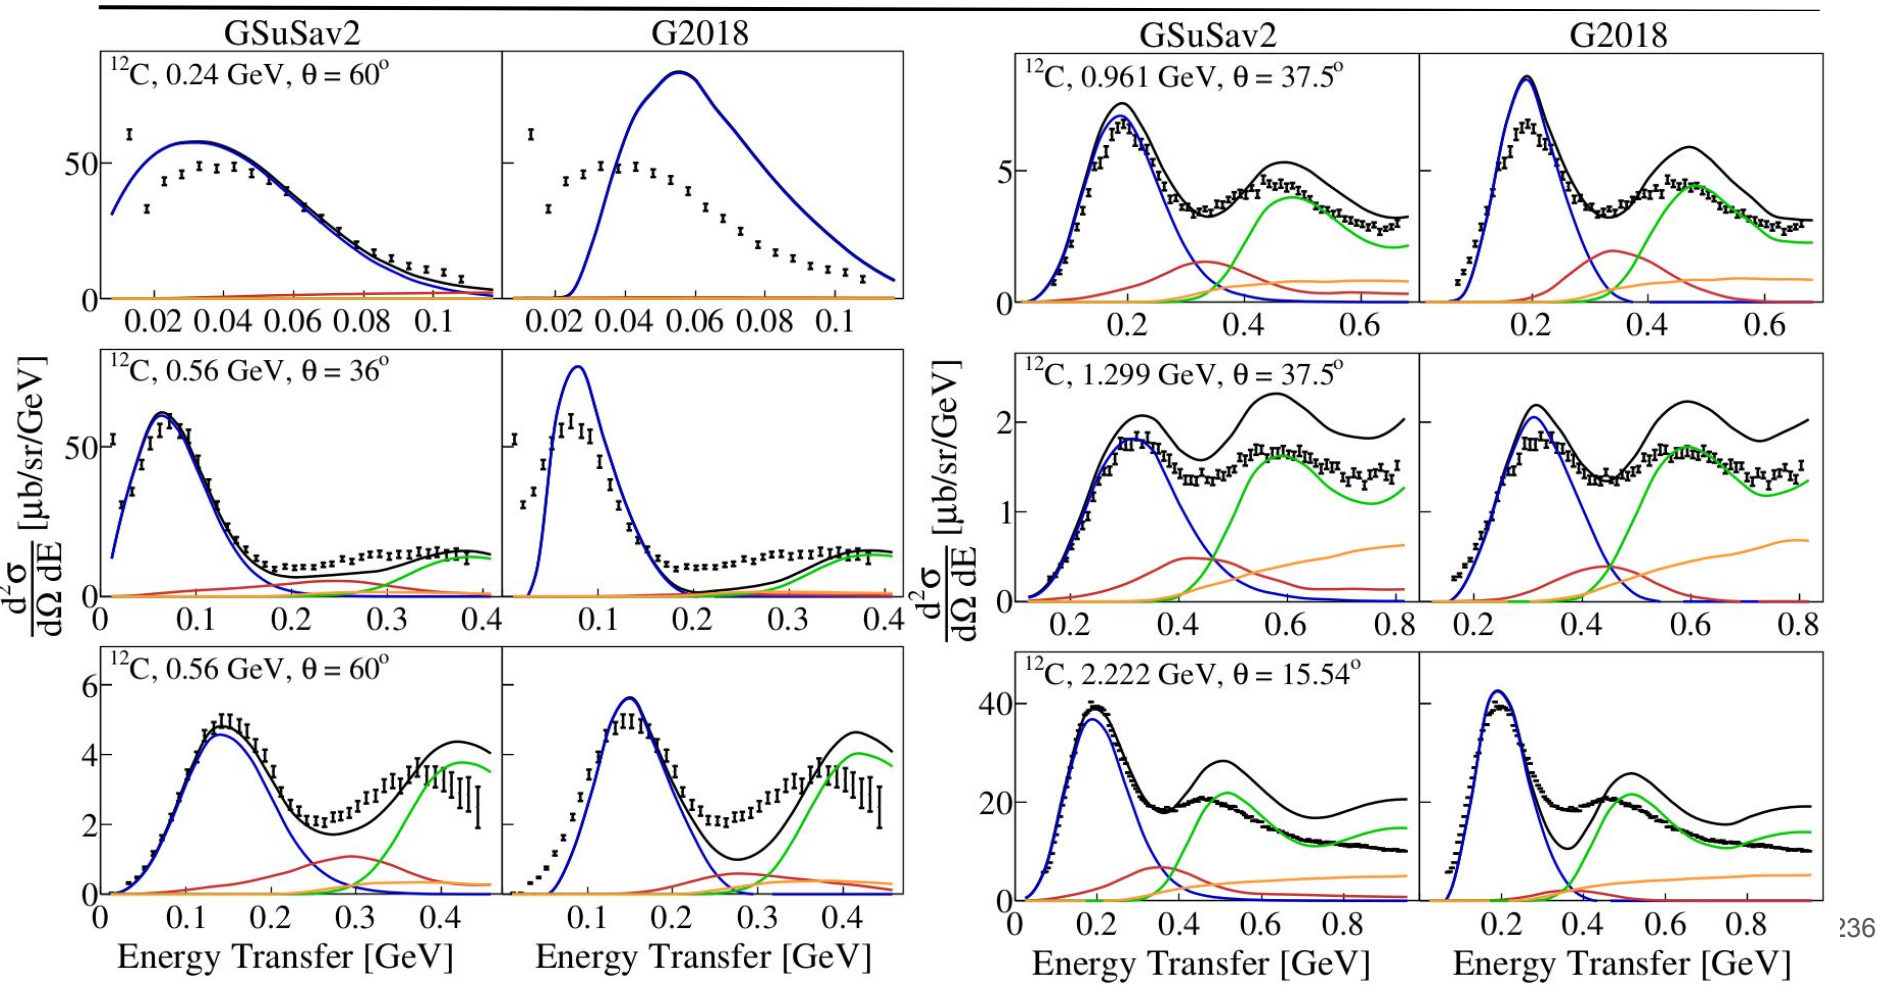 GSuSav2 G2018 GSuSav2 G2018
¹²C, 0.24 GeV, θ = 60°
50
0
0.02 0.04 0.06 0.08 0.1
0.02 0.04 0.06 0.08 0.1
¹²C, 0.56 GeV, θ = 36°
50
0
0.1 0.2 0.3 0.4
0.1 0.2 0.3 0.4
¹²C, 0.56 GeV, θ = 60°
6
4
2
0
0 0.1 0.2 0.3 0.4
0.1 0.2 0.3 0.4
d²σ/dΩ dE [μb/sr/GeV]
Energy Transfer [GeV] Energy Transfer [GeV]
¹²C, 0.961 GeV, θ = 37.5°
5
0
0.2 0.4 0.6
0.2 0.4 0.6
¹²C, 1.299 GeV, θ = 37.5°
2
1
0
0.2 0.4 0.6 0.8
0.2 0.4 0.6 0.8
¹²C, 2.222 GeV, θ = 15.54°
40
20
0
0 0.2 0.4 0.6 0.8
0.2 0.4 0.6 0.8
d²σ/dΩ dE [μb/sr/GeV]
Energy Transfer [GeV] Energy Transfer [GeV]
236